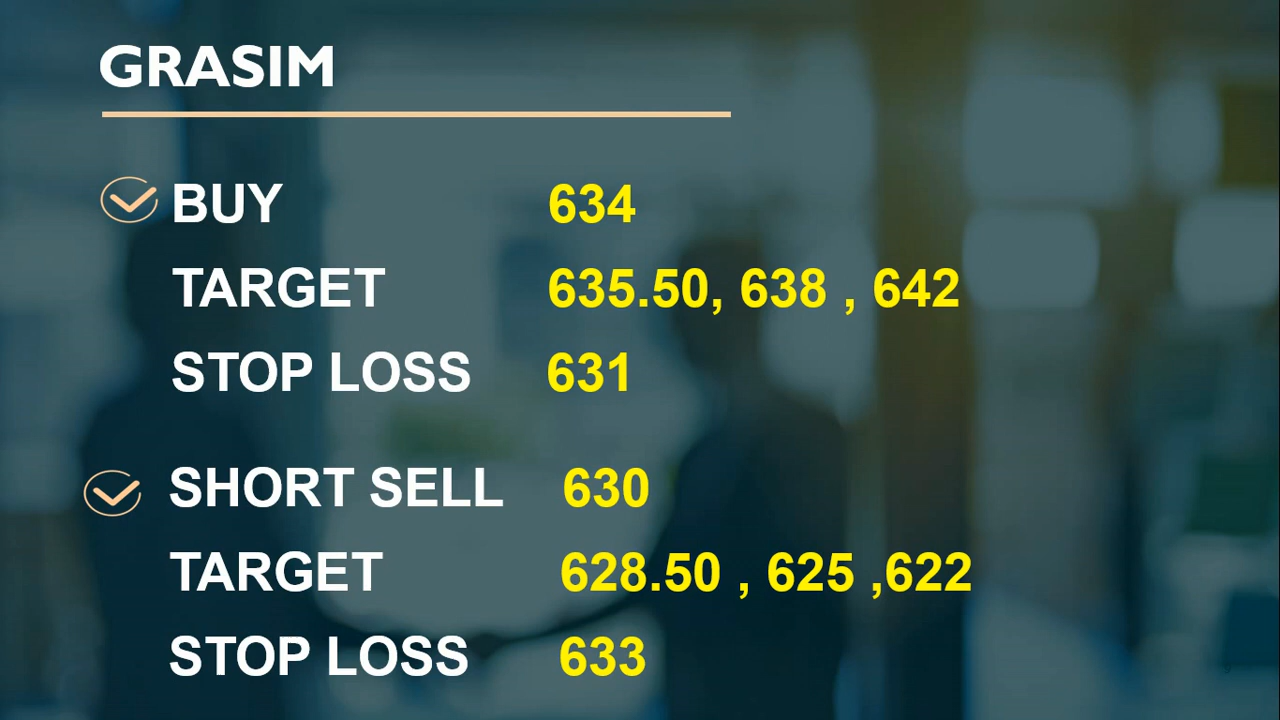 GRASIM
BUY 634
TARGET 635.50, 638 , 642
STOP LOSS 631
SHORT SELL 630
TARGET 628.50 , 625 ,622
STOP LOSS 633